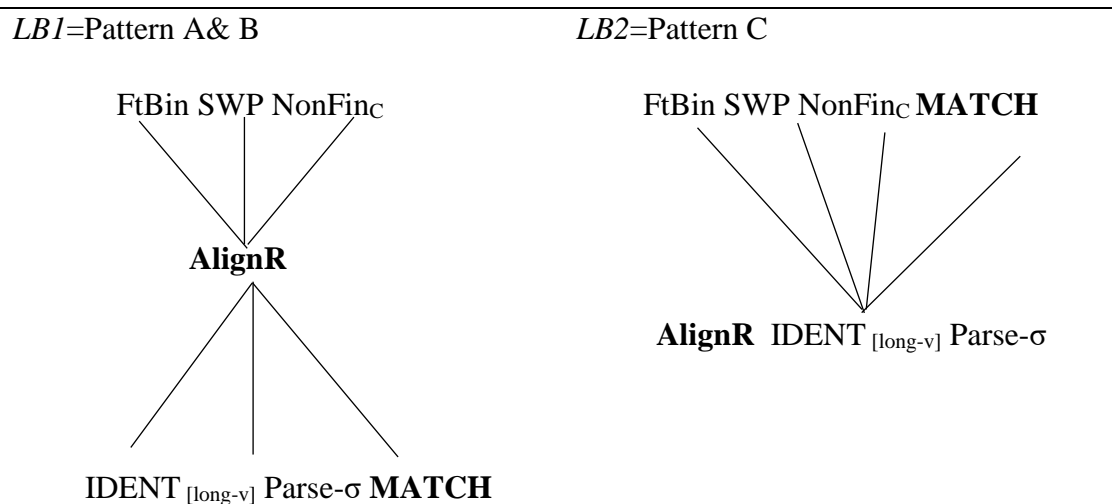 LB1=Pattern A& B
LB2=Pattern C
FtBin SWP NonFinC
FtBin SWP NonFinC MATCH
AlignR
AlignR IDENT [long-v] Parse-σ
IDENT [long-v] Parse-σ MATCH